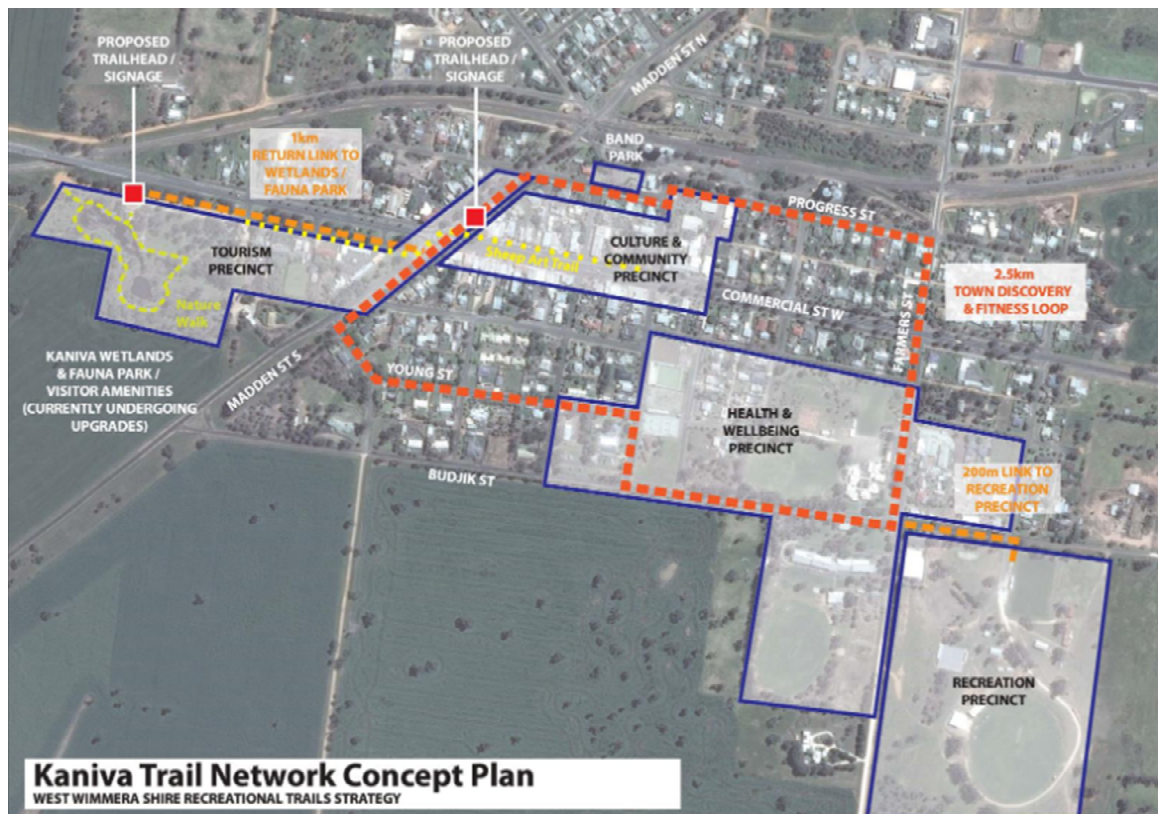 PROPOSED
TRAILHEAD /
SIGNAGE
PROPOSED
TRAILHEAD /
SIGNAGE
MADDEN ST N
1km
RETURN LINK TO
WETLANDS /
FAUNA PARK
BAND
PARK
PROGRESS ST
TOURISM
PRECINCT
CULTURE &
COMMUNITY
PRECINCT
Sheep Art Trail
2.5km
TOWN DISCOVERY
& FITNESS LOOP
Nature
Walk
COMMERCIAL ST W
FARMERS ST
KANIVA WETLANDS
& FAUNA PARK /
VISITOR AMENITIES
(CURRENTLY UNDERGOING
UPGRADES)
MADDEN ST S
YOUNG ST
HEALTH &
WELLBEING
PRECINCT
BUDJIK ST
200m LINK TO
RECREATION
PRECINCT
RECREATION
PRECINCT
Kaniva Trail Network Concept Plan
WEST WIMMERA SHIRE RECREATIONAL TRAILS STRATEGY